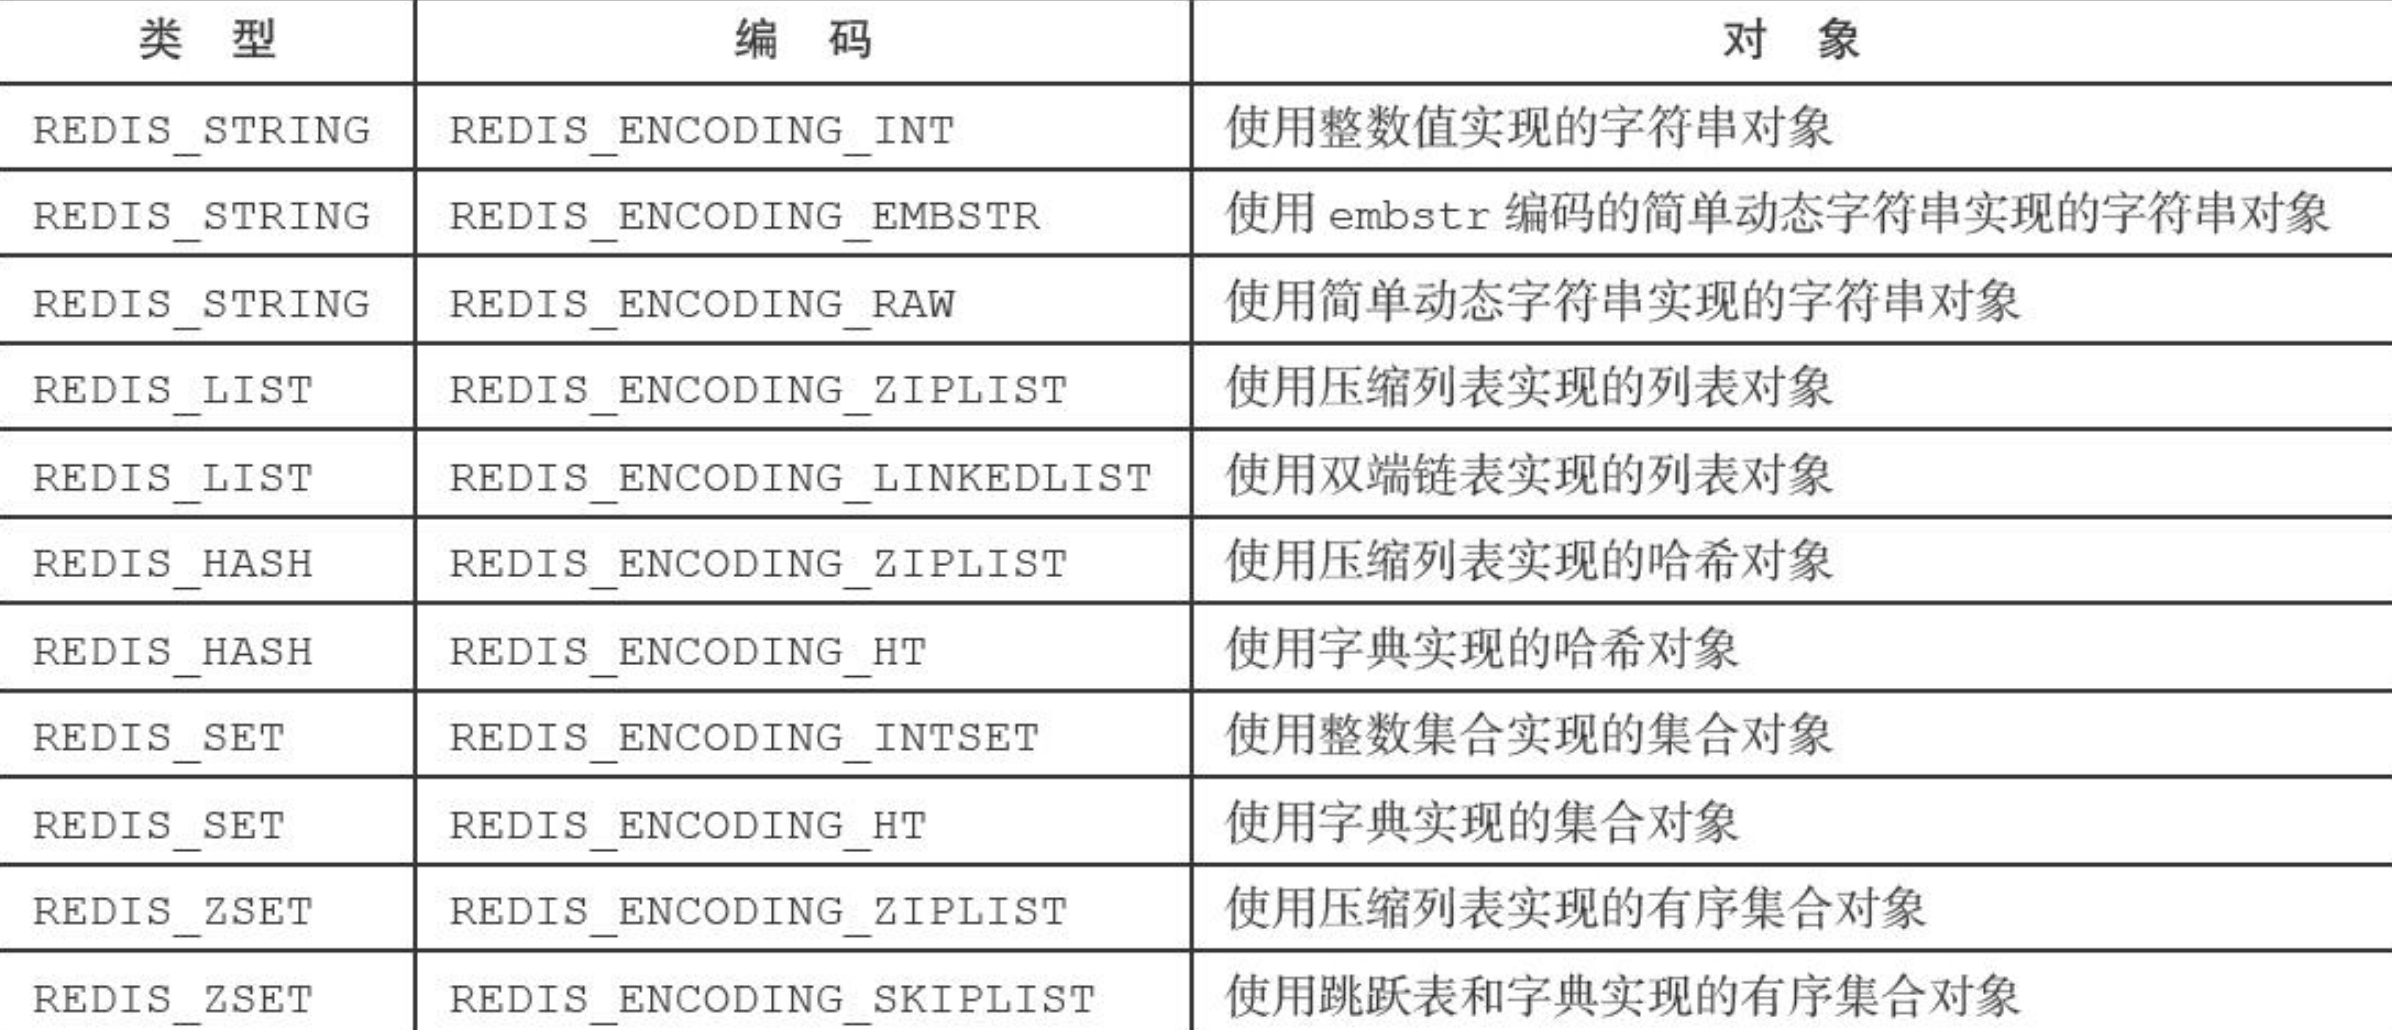 类 型 编 码 对 象
REDIS_STRING REDIS_ENCODING_INT 使用整数值实现的字符串对象
REDIS_STRING REDIS_ENCODING_EMBSTR 使用 embstr 编码的简单动态字符串实现的字符串对象
REDIS_STRING REDIS_ENCODING_RAW 使用简单动态字符串实现的字符串对象
REDIS_LIST REDIS_ENCODING_ZIPLIST 使用压缩列表实现的列表对象
REDIS_LIST REDIS_ENCODING_LINKEDLIST 使用双端链表实现的列表对象
REDIS_HASH REDIS_ENCODING_ZIPLIST 使用压缩列表实现的哈希对象
REDIS_HASH REDIS_ENCODING_HT 使用字典实现的哈希对象
REDIS_SET REDIS_ENCODING_INTSET 使用整数集合实现的集合对象
REDIS_SET REDIS_ENCODING_HT 使用字典实现的集合对象
REDIS_ZSET REDIS_ENCODING_ZIPLIST 使用压缩列表实现的有序集合对象
REDIS_ZSET REDIS_ENCODING_SKIPLIST 使用跳跃表和字典实现的有序集合对象